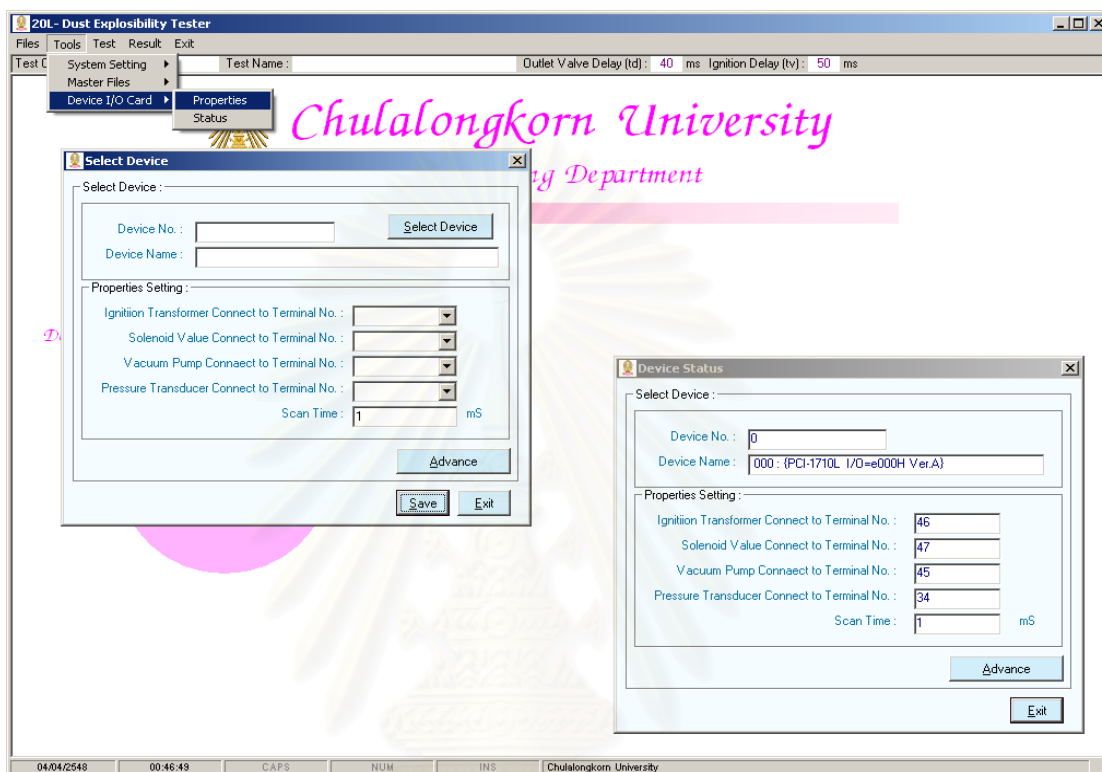 20L- Dust Explosibility Tester
Files Tools Test Result Exit
Test Test Name : Outlet Valve Delay (td) : 40 ms Ignition Delay (tv) : 50 ms
System Setting
Master Files
Device I/O Card Properties
Status
Chulalongkorn University
Department
Select Device
Select Device :
Device No. : Select Device
Device Name :
Properties Setting :
Ignitiion Transformer Connect to Terminal No. :
Solenoid Value Connect to Terminal No. :
Vacuum Pump Connaect to Terminal No. :
Pressure Transducer Connect to Terminal No. :
Scan Time : 1 mS
Advance
Save Exit
Device Status
Select Device :
Device No. : 0
Device Name : 000 : {PCI-1710L I/O=e000H Ver.A}
Properties Setting :
Ignitiion Transformer Connect to Terminal No. : 46
Solenoid Value Connect to Terminal No. : 47
Vacuum Pump Connaect to Terminal No. : 45
Pressure Transducer Connect to Terminal No. : 34
Scan Time : 1 mS
Advance
Exit
04/04/2548 00:46:49 CAPS NUM INS Chulalongkorn University